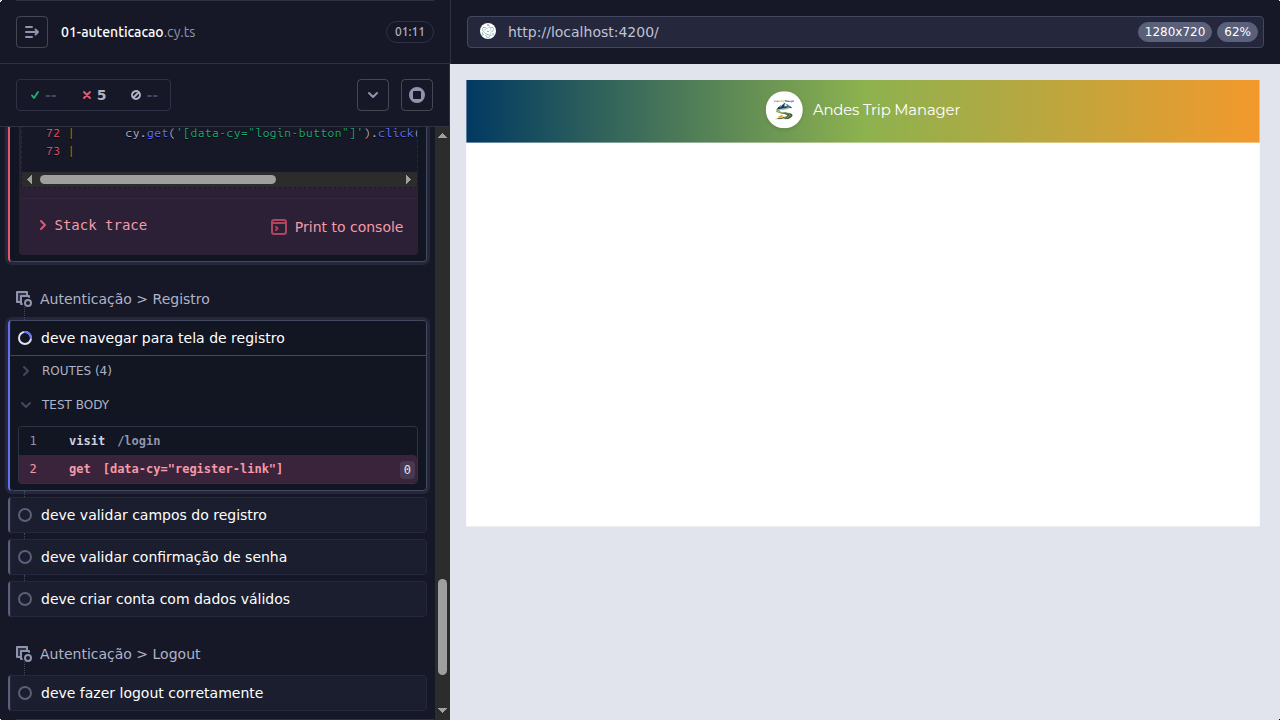 01-autenticacao.cy.ts
01:11
http://localhost:4200/
1280x720
62%
--
5
--
72 | cy.get('[data-cy="login-button"]').click(
73 |
Stack trace
Print to console
Autenticação > Registro
deve navegar para tela de registro
ROUTES (4)
TEST BODY
1 visit /login
2 get [data-cy="register-link"] 0
deve validar campos do registro
deve validar confirmação de senha
deve criar conta com dados válidos
Autenticação > Logout
deve fazer logout corretamente
Andes Trip Manager